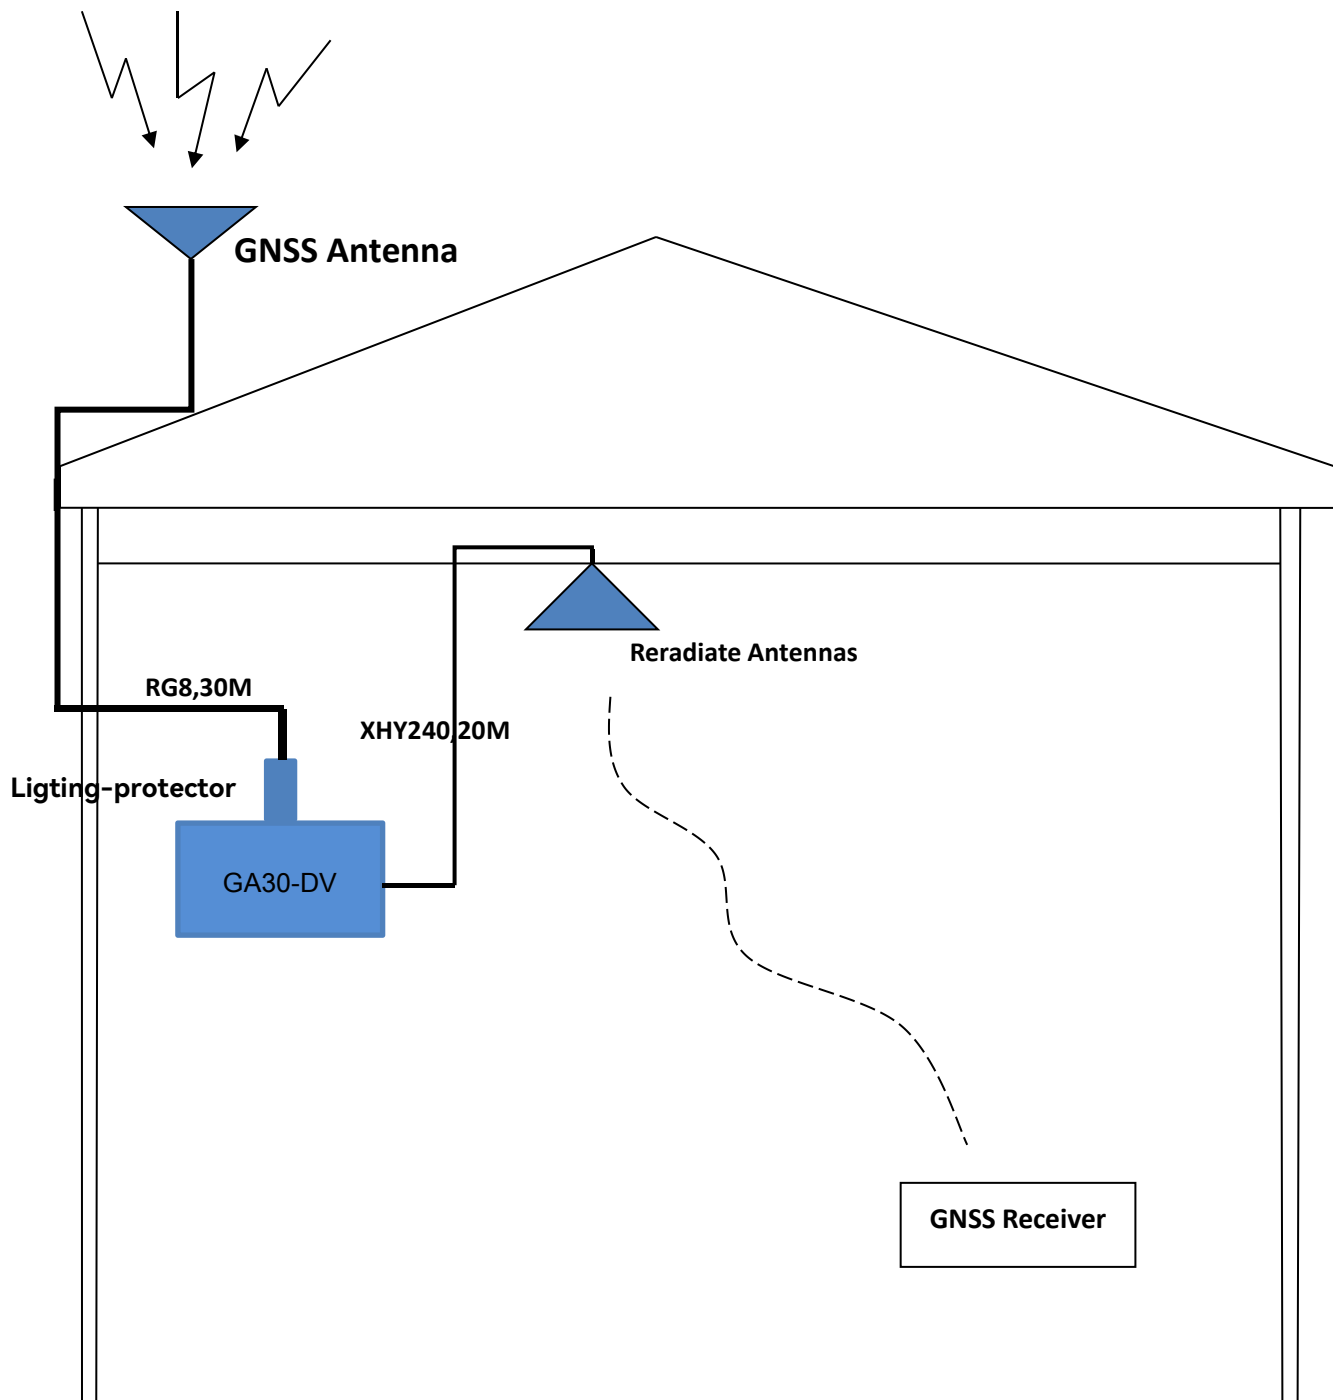 GNSS Antenna
Reradiate Antennas
RG8,30M
XHY240,20M
Ligting-protector
GA30-DV
GNSS Receiver